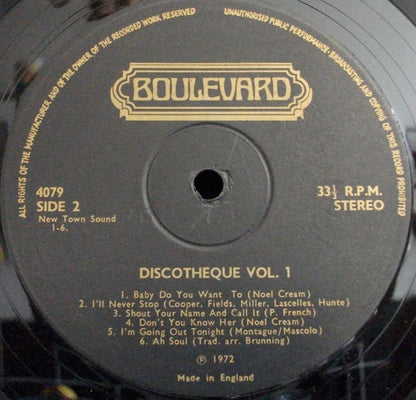 ALL RIGHTS OF THE MANUFACTURER AND OF THE OWNER OF THE RECORDED WORK RESERVED
UNAUTHORISED PUBLIC PERFORMANCE · BROADCASTING AND COPYING OF THIS RECORD PROHIBITED
BOULEVARD
4079
SIDE 2
New Town Sound
1-6.
33⅓ R.P.M.
STEREO
DISCOTHEQUE VOL. 1
1. Baby Do You Want To (Noel Cream)
2. I'll Never Stop (Cooper, Fields, Miller, Lascelles, Hunte)
3. Shout Your Name And Call It (P. French)
4. Don't You Know Her (Noel Cream)
5. I'm Going Out Tonight (Montague/Mascolo)
6. Ah Soul (Trad. arr. Brunning)
℗ 1972
Made in England